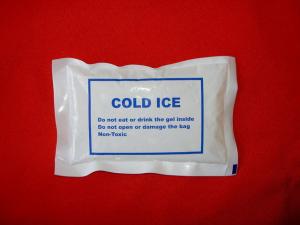 COLD ICE
Do not eat or drink the gel inside
Do not open or damage the bag
Non-Toxic